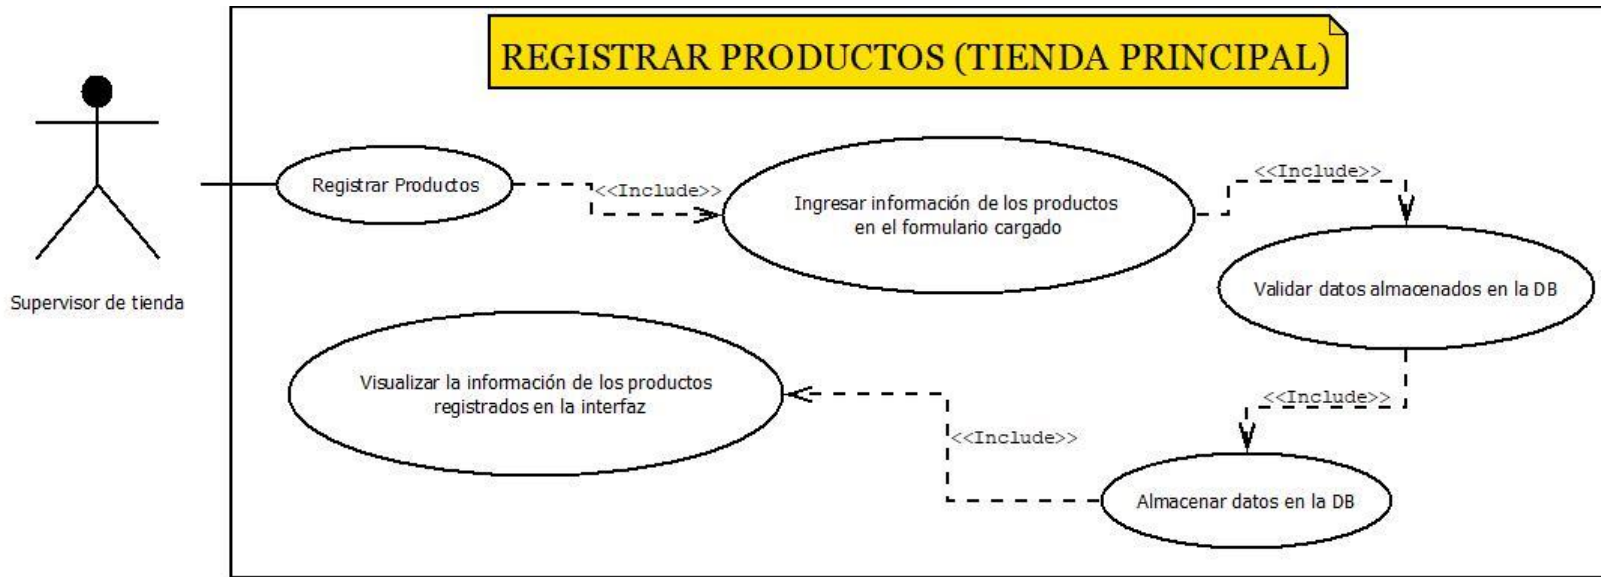 REGISTRAR PRODUCTOS (TIENDA PRINCIPAL)
Supervisor de tienda
Registrar Productos
<<Include>>
Ingresar información de los productos
en el formulario cargado
<<Include>>
Validar datos almacenados en la DB
<<Include>>
Almacenar datos en la DB
<<Include>>
Visualizar la información de los productos
registrados en la interfaz